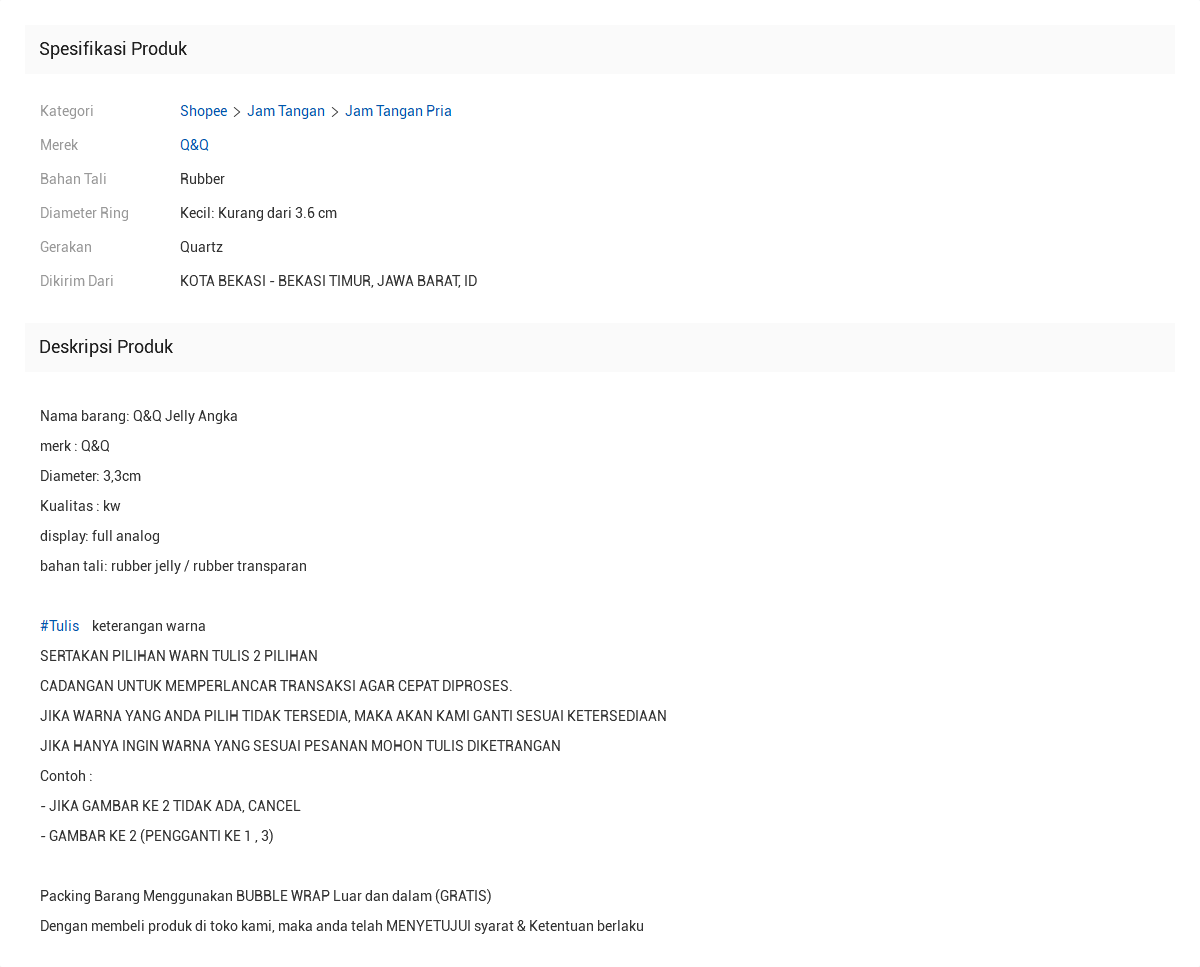 Spesifikasi Produk
Kategori Shopee > Jam Tangan > Jam Tangan Pria
Merek Q&Q
Bahan Tali Rubber
Diameter Ring Kecil: Kurang dari 3.6 cm
Gerakan Quartz
Dikirim Dari KOTA BEKASI - BEKASI TIMUR, JAWA BARAT, ID
Deskripsi Produk
Nama barang: Q&Q Jelly Angka
merk : Q&Q
Diameter: 3,3cm
Kualitas : kw
display: full analog
bahan tali: rubber jelly / rubber transparan
#Tulis keterangan warna
SERTAKAN PILIHAN WARN TULIS 2 PILIHAN
CADANGAN UNTUK MEMPERLANCAR TRANSAKSI AGAR CEPAT DIPROSES.
JIKA WARNA YANG ANDA PILIH TIDAK TERSEDIA, MAKA AKAN KAMI GANTI SESUAI KETERSEDIAAN
JIKA HANYA INGIN WARNA YANG SESUAI PESANAN MOHON TULIS DIKETRANGAN
Contoh :
- JIKA GAMBAR KE 2 TIDAK ADA, CANCEL
- GAMBAR KE 2 (PENGGANTI KE 1 , 3)
Packing Barang Menggunakan BUBBLE WRAP Luar dan dalam (GRATIS)
Dengan membeli produk di toko kami, maka anda telah MENYETUJUI syarat & Ketentuan berlaku